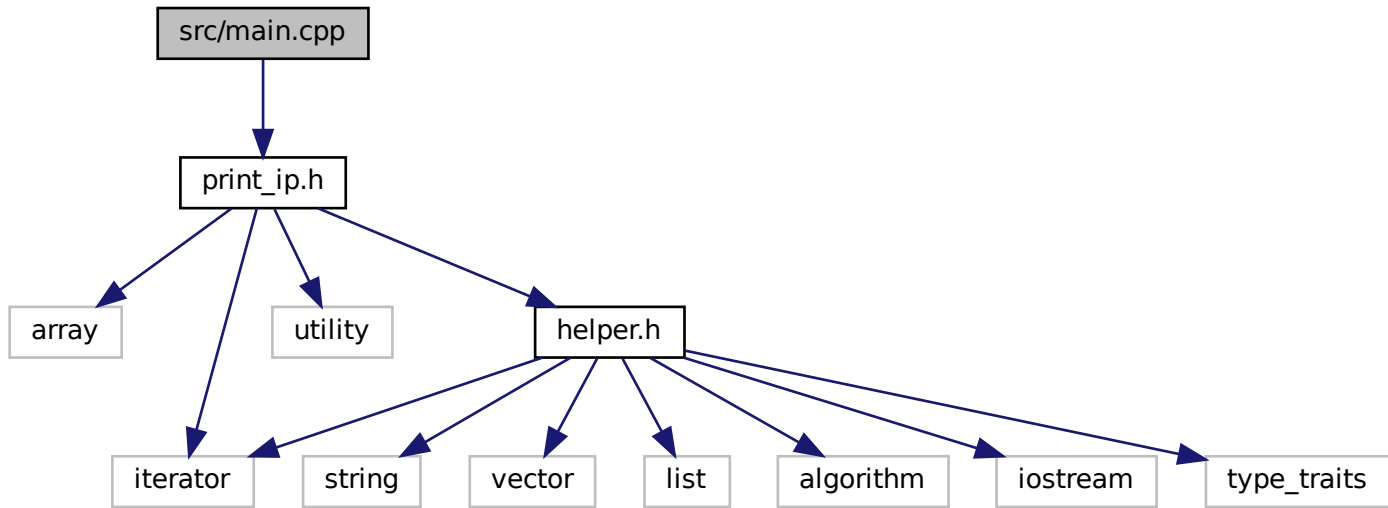 src/main.cpp
print_ip.h
array
utility
helper.h
iterator
string
vector
list
algorithm
iostream
type_traits